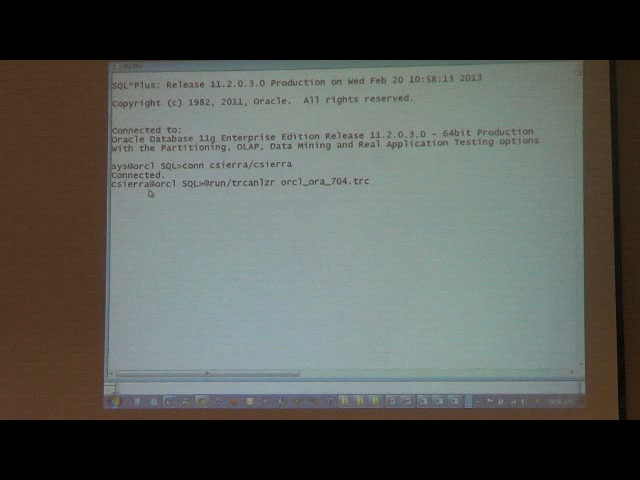 SQL*Plus: Release 11.2.0.3.0 Production on Wed Feb 20 10:58:13 2013
Copyright (c) 1982, 2011, Oracle.  All rights reserved.
Connected to:
Oracle Database 11g Enterprise Edition Release 11.2.0.3.0 - 64bit Production
With the Partitioning, OLAP, Data Mining and Real Application Testing options
sys@orcl SQL>conn csierra/csierra
Connected.
csierra@orcl SQL>@run/trcanlzr orcl_ora_704.trc